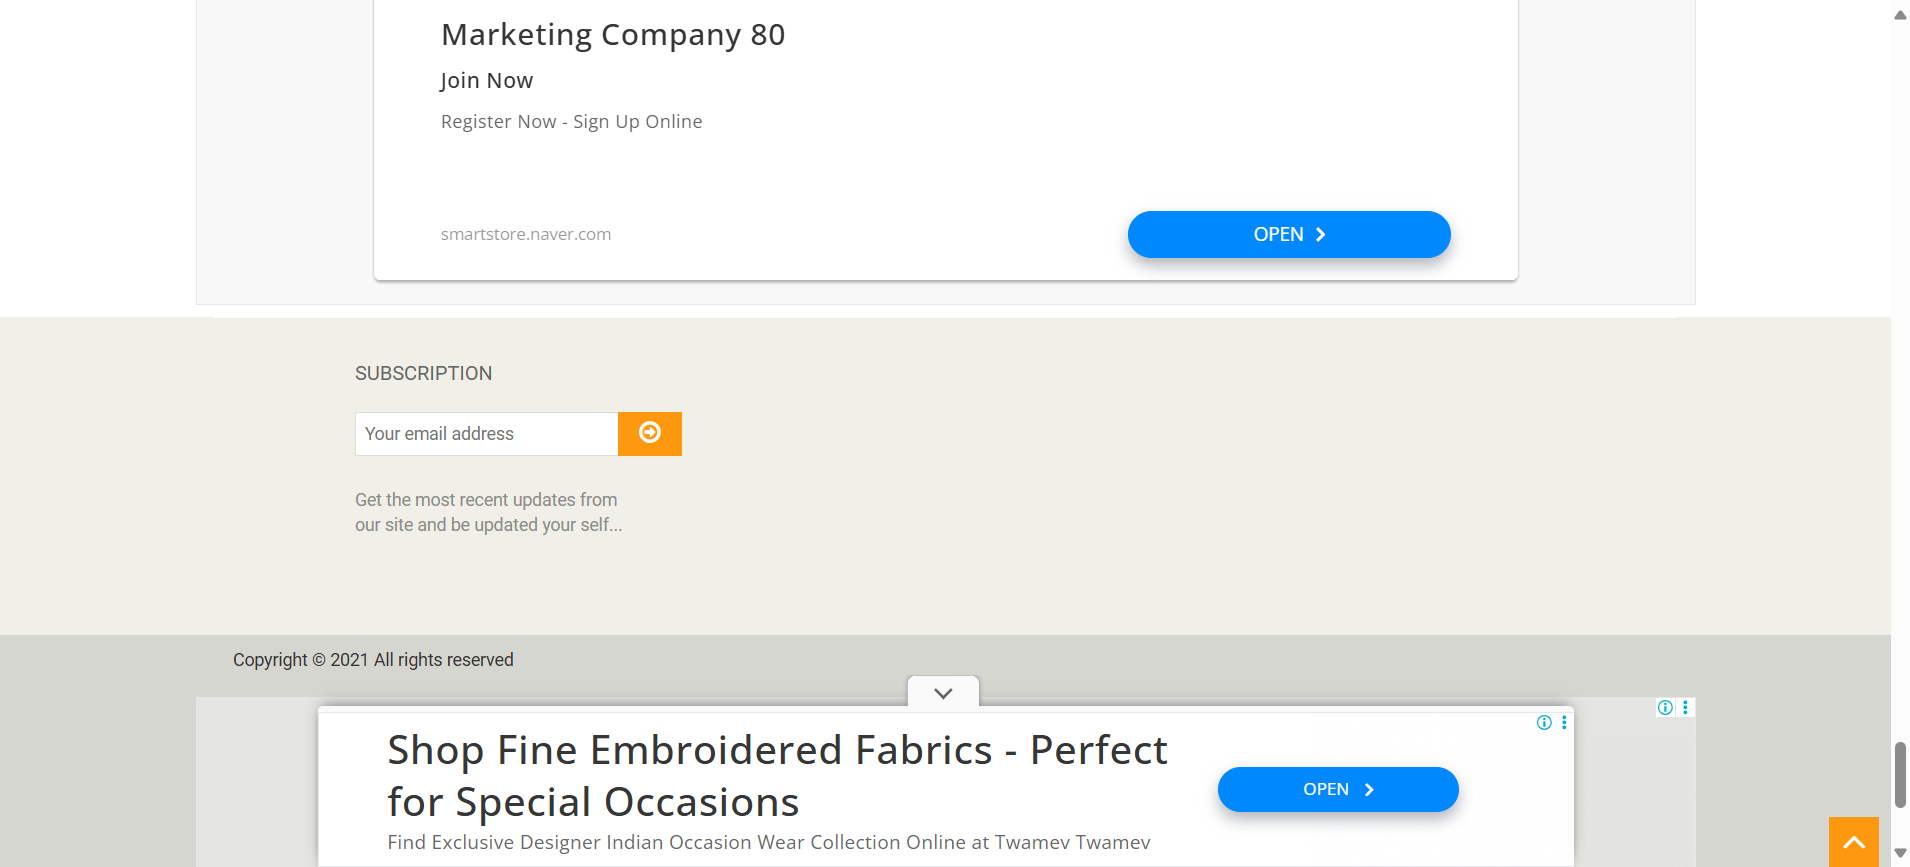 Marketing Company 80
Join Now
Register Now - Sign Up Online
smartstore.naver.com
OPEN
SUBSCRIPTION
Your email address
Get the most recent updates from
our site and be updated your self...
Copyright © 2021 All rights reserved
Shop Fine Embroidered Fabrics - Perfect
for Special Occasions
OPEN
Find Exclusive Designer Indian Occasion Wear Collection Online at Twamev Twamev